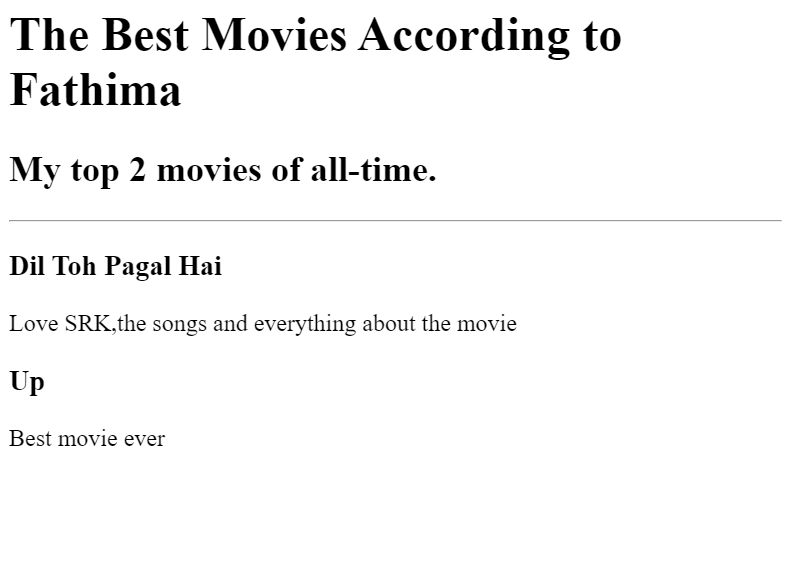 The Best Movies According to
Fathima
My top 2 movies of all-time.
Dil Toh Pagal Hai
Love SRK,the songs and everything about the movie
Up
Best movie ever